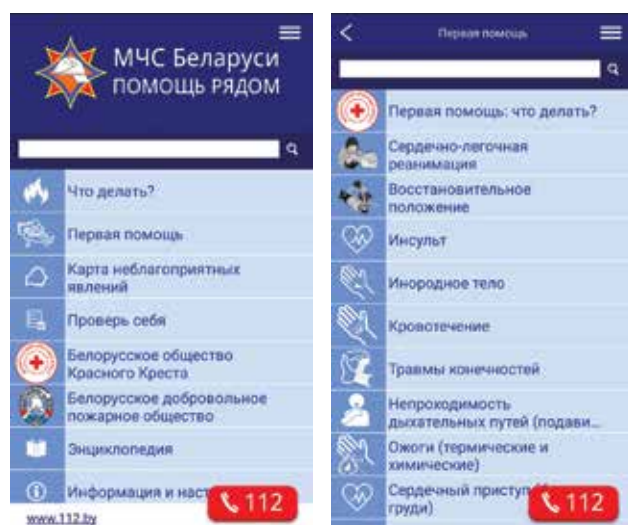 МЧС Беларуси
ПОМОЩЬ РЯДОМ
Что делать?
Первая помощь
Карта неблагоприятных
явлений
Проверь себя
Белорусское общество
Красного Креста
Белорусское добровольное
пожарное общество
Энциклопедия
Информация и наст
112
www.112.by
Первая помощь
Первая помощь: что делать?
Сердечно-легочная
реанимация
Восстановительное
положение
Инсульт
Инородное тело
Кровотечение
Травмы конечностей
Непроходимость
дыхательных путей (подави...
Ожоги (термические и
химические)
Сердечный приступ
груди)
112